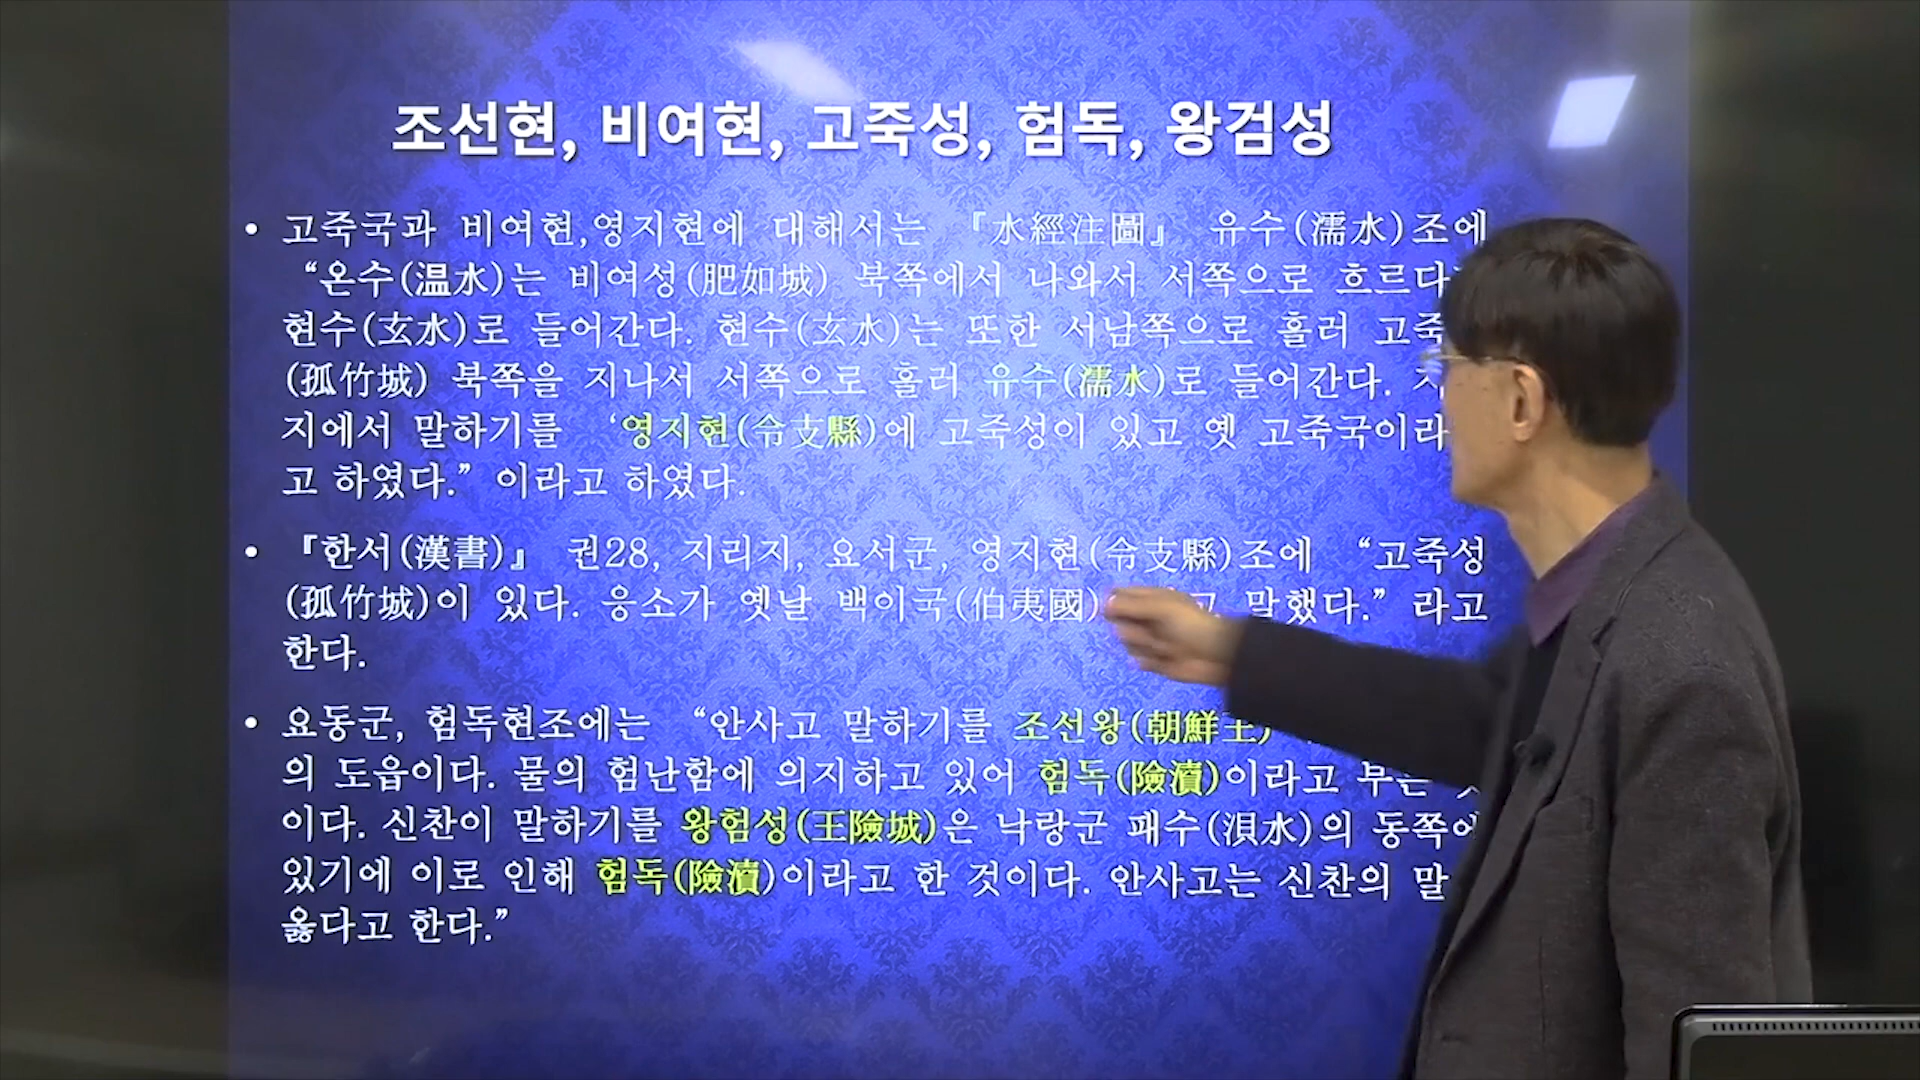 조선현, 비여현, 고죽성, 험독, 왕검성
• 고죽국과 비여현,영지현에 대해서는 『水經注圖』 유수(濡水)조에
“온수(温水)는 비여성(肥如城) 북쪽에서 나와서 서쪽으로 흐르다
현수(玄水)로 들어간다. 현수(玄水)는 또한 서남쪽으로 흘러 고죽
(孤竹城) 북쪽을 지나서 서쪽으로 흘러 유수(濡水)로 들어간다.
지에서 말하기를 ‘영지현(令支縣)에 고죽성이 있고 옛 고죽국이라
고 하였다.” 이라고 하였다.
• 『한서(漢書)』 권28, 지리지, 요서군, 영지현(令支縣)조에 “고죽성
(孤竹城)이 있다. 응소가 옛날 백이국(伯夷國) 말했다.” 라고
한다.
• 요동군, 험독현조에는 “안사고 말하기를 조선왕(朝鮮王)
의 도읍이다. 물의 험난함에 의지하고 있어 험독(險瀆)이라고 부른
이다. 신찬이 말하기를 왕험성(王險城)은 낙랑군 패수(浿水)의 동쪽에
있기에 이로 인해 험독(險瀆)이라고 한 것이다. 안사고는 신찬의 말
옳다고 한다.”